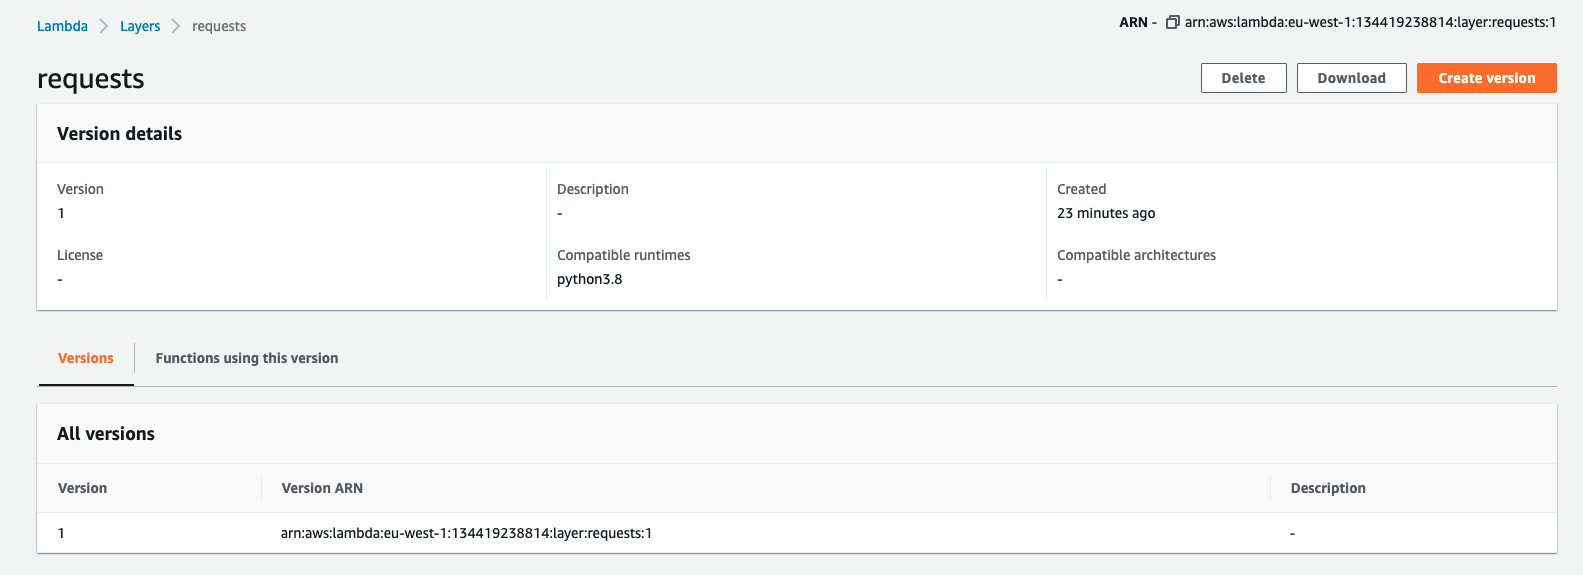 Lambda > Layers > requests
ARN - arn:aws:lambda:eu-west-1:134419238814:layer:requests:1
requests
Delete Download Create version
Version details
Version Description Created
1 - 23 minutes ago
License Compatible runtimes Compatible architectures
- python3.8 -
Versions Functions using this version
All versions
Version Version ARN Description
1 arn:aws:lambda:eu-west-1:134419238814:layer:requests:1 -